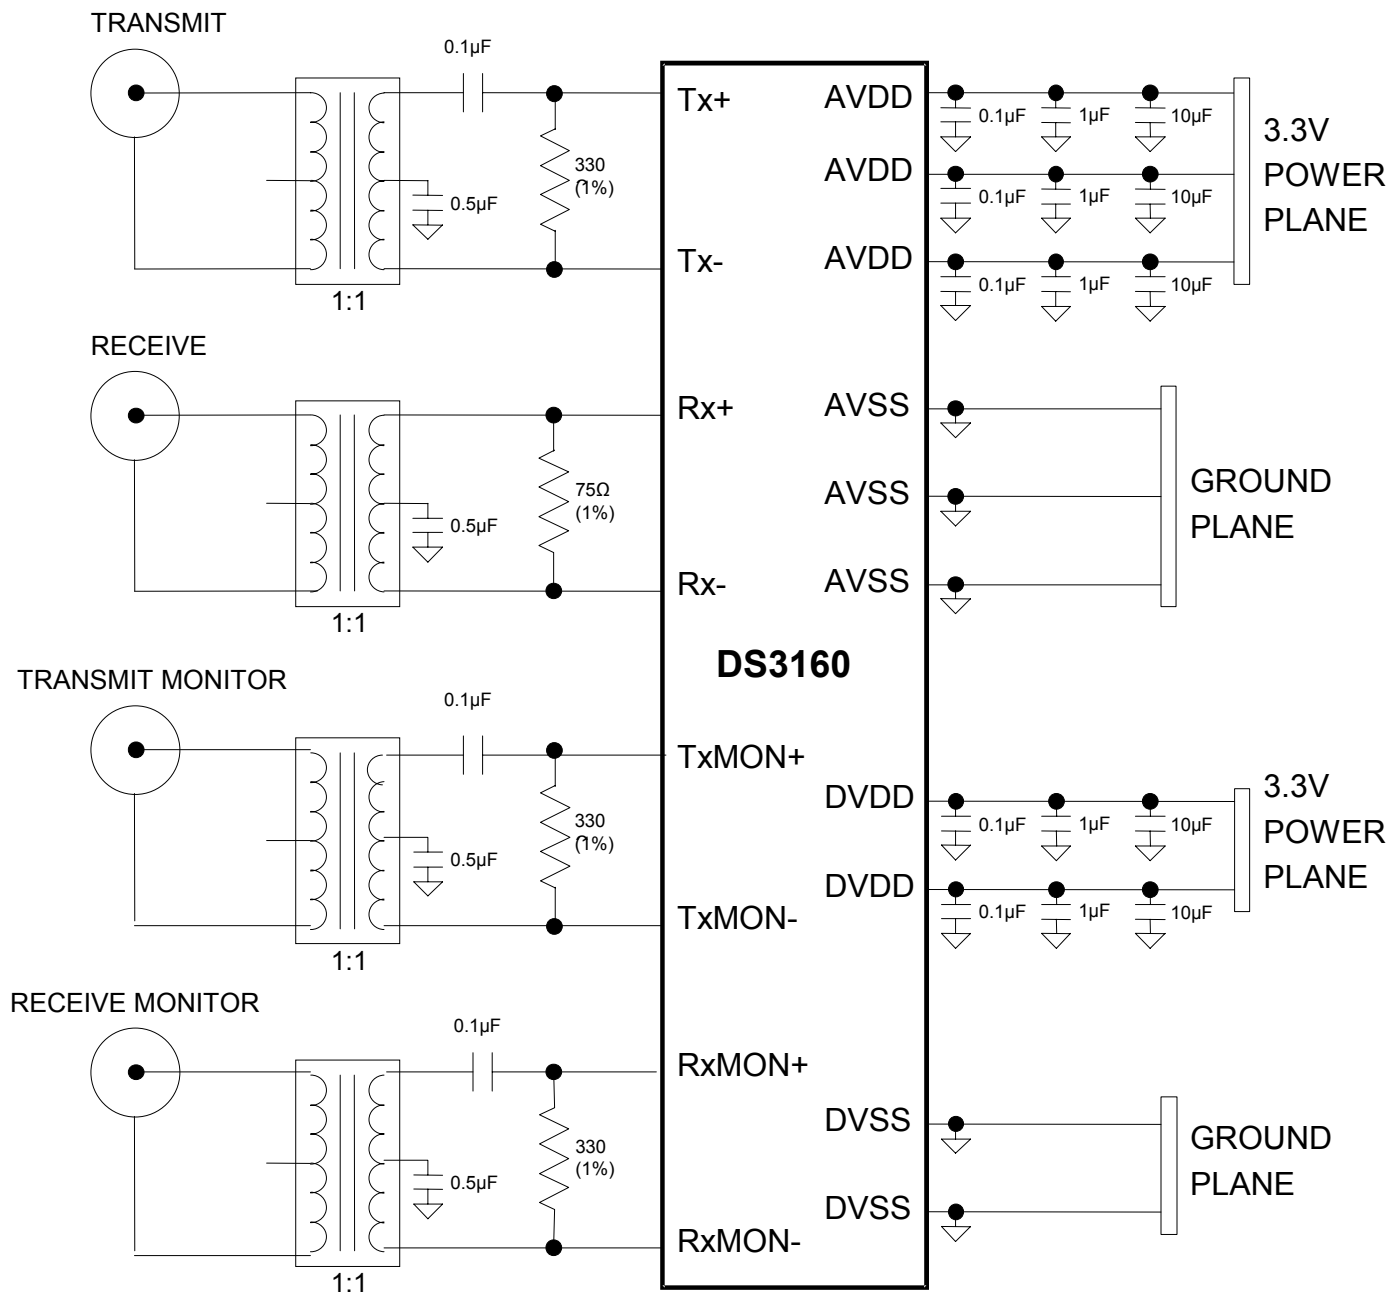 TRANSMIT
0.1µF
0.5µF
330
(1%)
1:1
RECEIVE
0.5µF
75Ω
(1%)
1:1
TRANSMIT MONITOR
0.1µF
0.5µF
330
(1%)
1:1
RECEIVE MONITOR
0.1µF
0.5µF
330
(1%)
1:1
Tx+
Tx-
Rx+
Rx-
DS3160
TxMON+
TxMON-
RxMON+
RxMON-
AVDD
AVDD
AVDD
AVSS
AVSS
AVSS
DVDD
DVDD
DVSS
DVSS
0.1µF 1µF 10µF
0.1µF 1µF 10µF
0.1µF 1µF 10µF
3.3V
POWER
PLANE
GROUND
PLANE
0.1µF 1µF 10µF
0.1µF 1µF 10µF
3.3V
POWER
PLANE
GROUND
PLANE